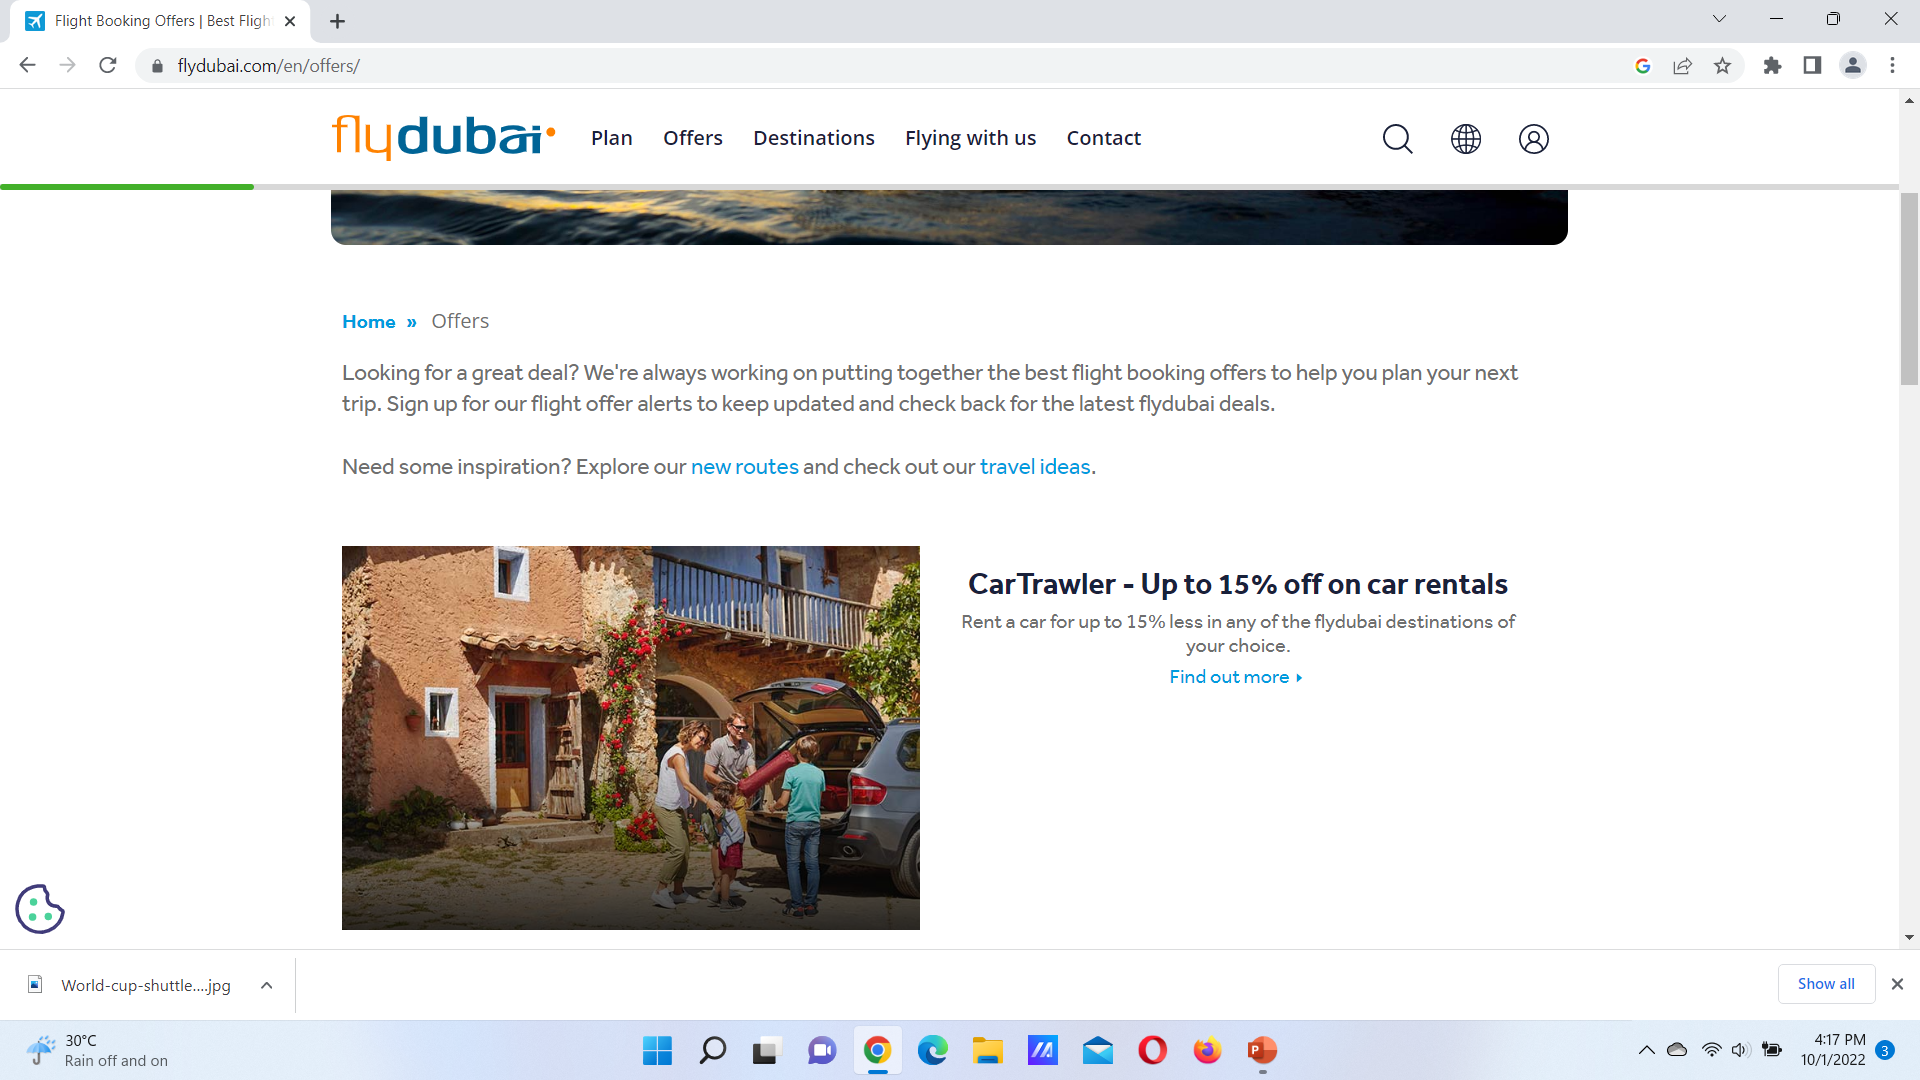 Flight Booking Offers | Best Fligh
flydubai.com/en/offers/
flydubai
Plan
Offers
Destinations
Flying with us
Contact
Home » Offers
Looking for a great deal? We're always working on putting together the best flight booking offers to help you plan your next
trip. Sign up for our flight offer alerts to keep updated and check back for the latest flydubai deals.
Need some inspiration? Explore our new routes and check out our travel ideas.
CarTrawler - Up to 15% off on car rentals
Rent a car for up to 15% less in any of the flydubai destinations of
your choice.
Find out more
World-cup-shuttle....jpg
Show all
30°C
Rain off and on
4:17 PM
10/1/2022
3